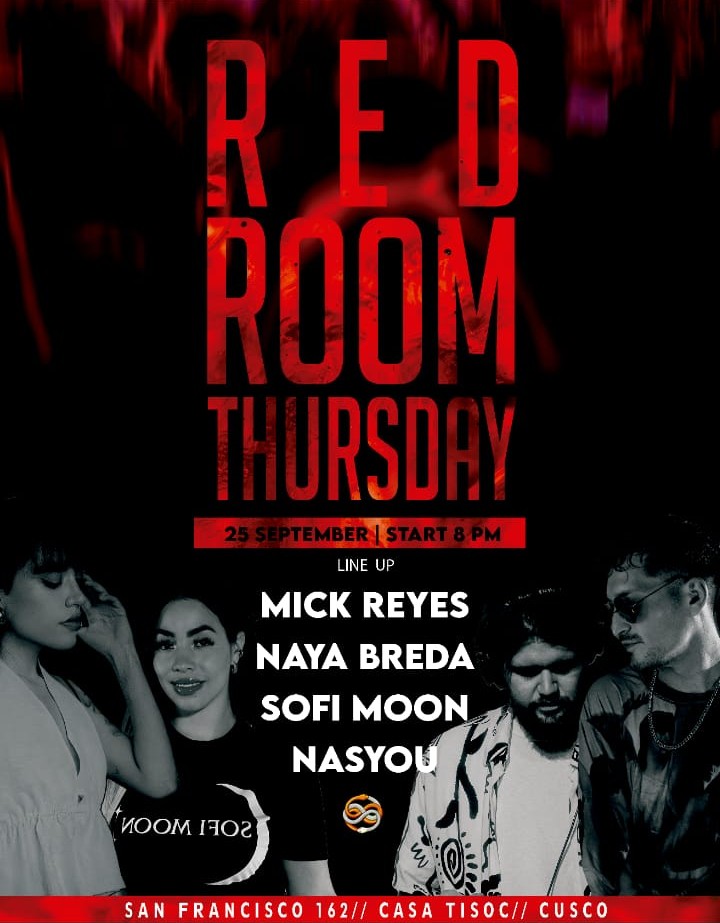 RED
ROOM
THURSDAY
25 SEPTEMBER | START 8 PM
LINE UP
MICK REYES
NAYA BREDA
SOFI MOON
NASYOU
SOFI MOON
SAN FRANCISCO 162// CASA TISOC// CUSCO